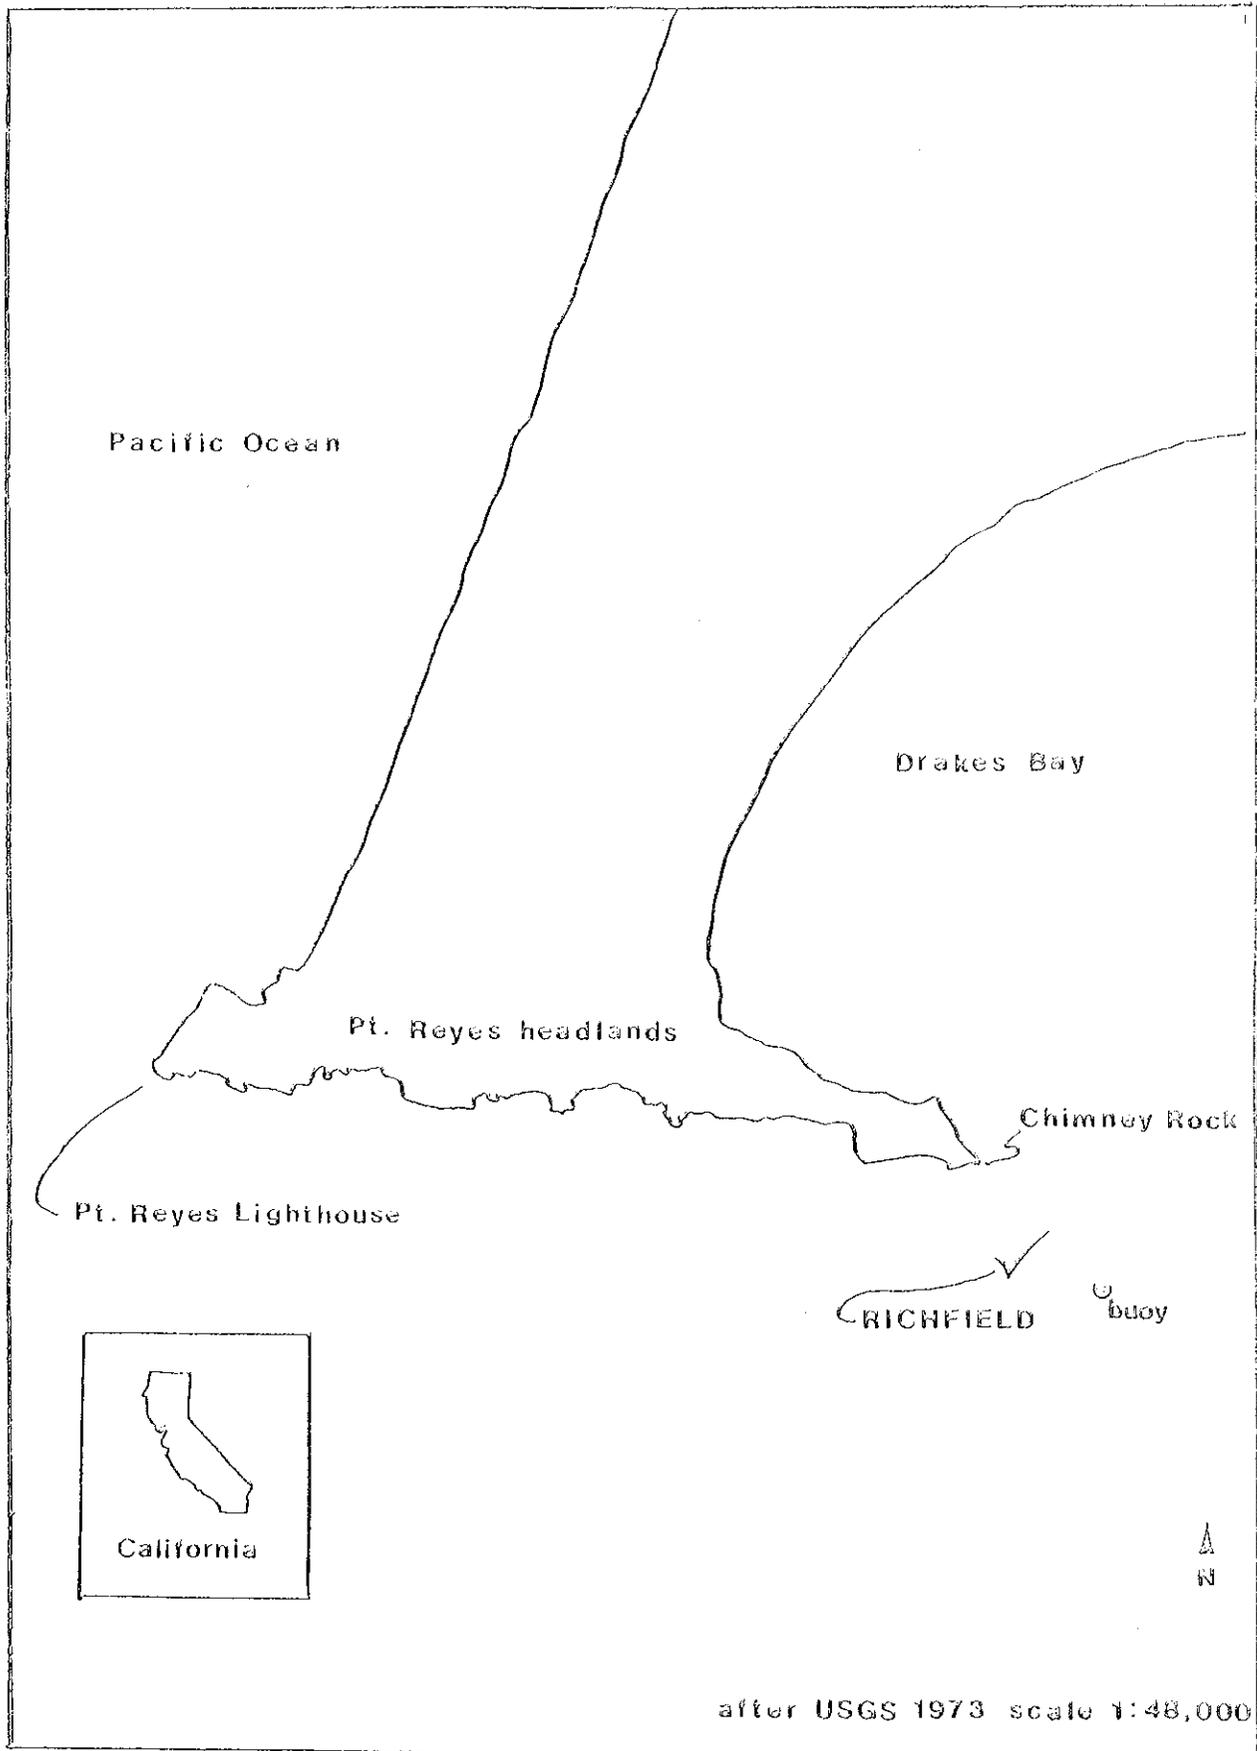 Pacific Ocean
Drakes Bay
Pt. Reyes headlands
Chimney Rock
Pt. Reyes Lighthouse
RICHFIELD
buoy
California
N
after USGS 1973 scale 1:48,000